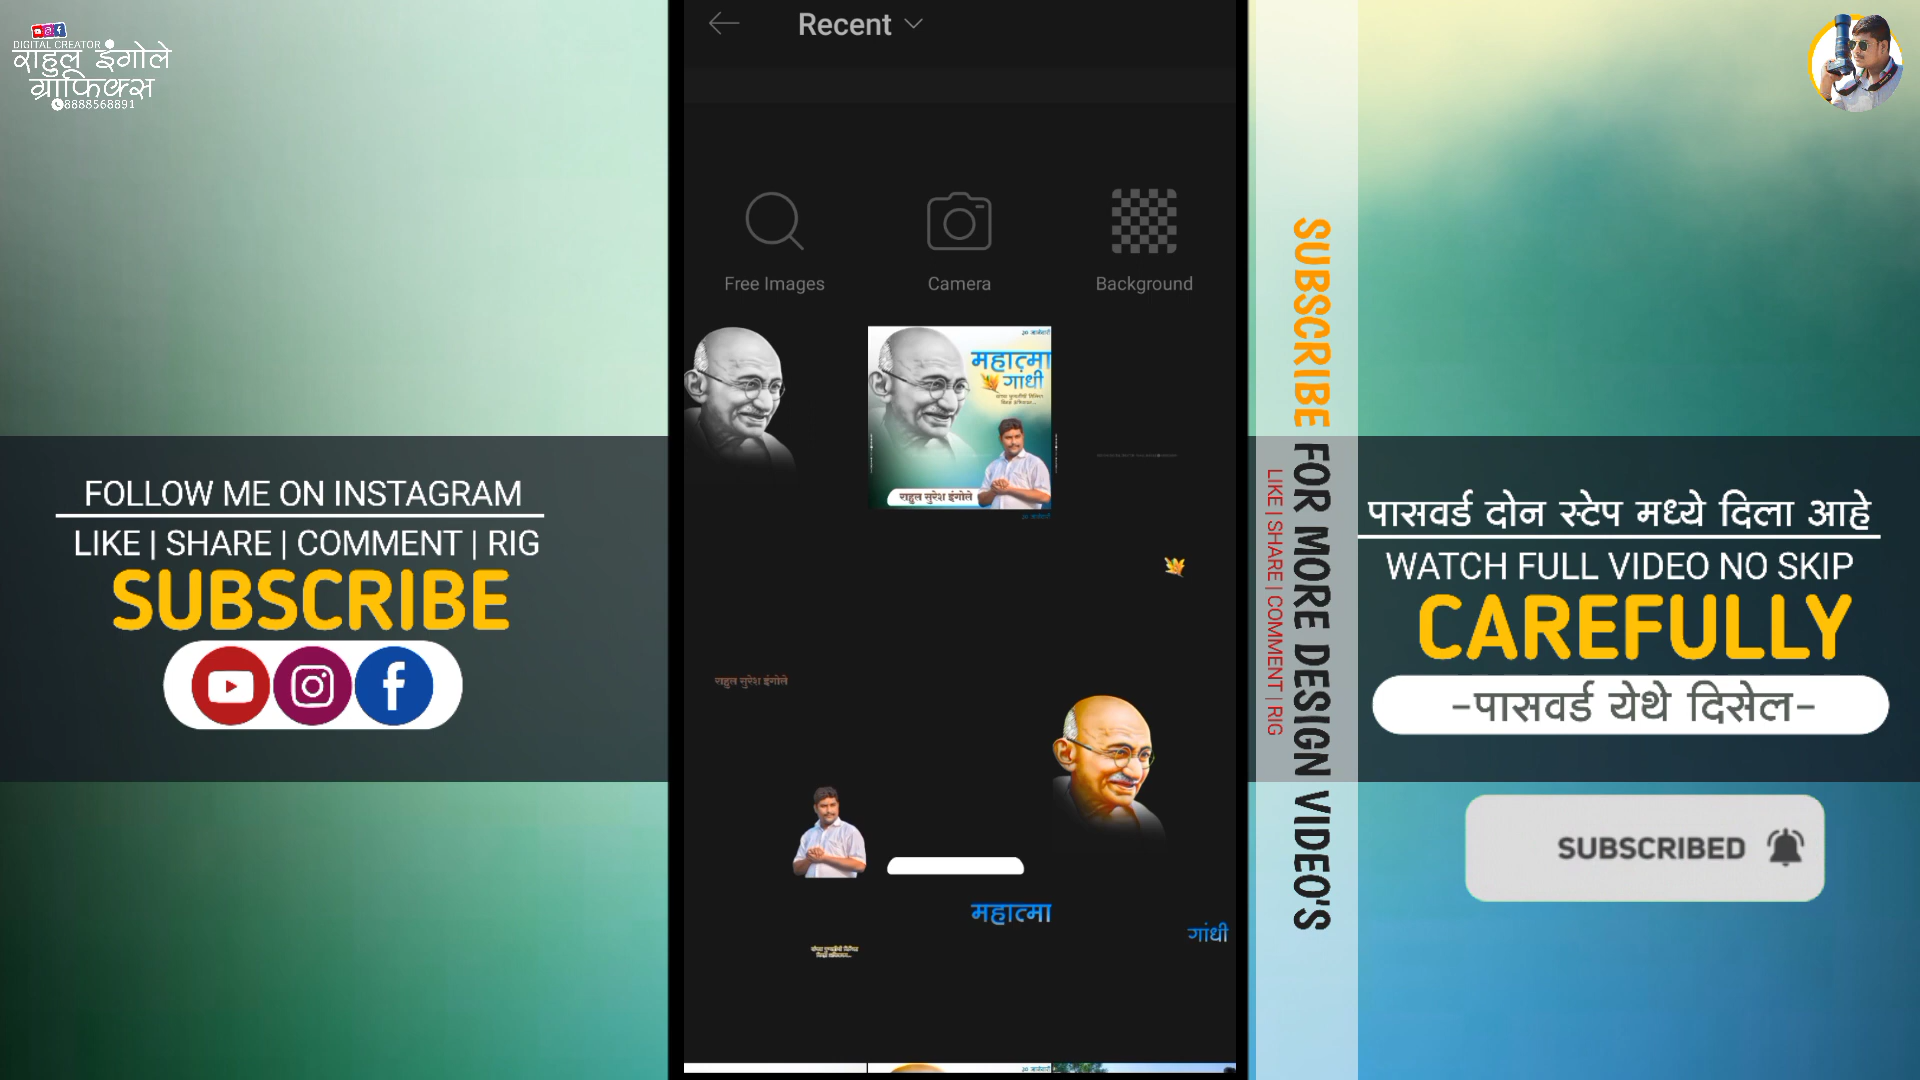 DIGITAL CREATOR
राहुल इंगोले
ग्राफिक्स
8888568891
FOLLOW ME ON INSTAGRAM
LIKE | SHARE | COMMENT | RIG
SUBSCRIBE
Recent
Free Images
Camera
Background
३० जानेवारी
महात्मा
गांधी
राहुल सुरेश इंगोले
राहुल सुरेश इंगोले
महात्मा
गांधी
SUBSCRIBE FOR MORE DESIGN VIDEO'S
LIKE | SHARE | COMMENT | RIG
पासवर्ड दोन स्टेप मध्ये दिला आहे
WATCH FULL VIDEO NO SKIP
CAREFULLY
-पासवर्ड येथे दिसेल-
SUBSCRIBED